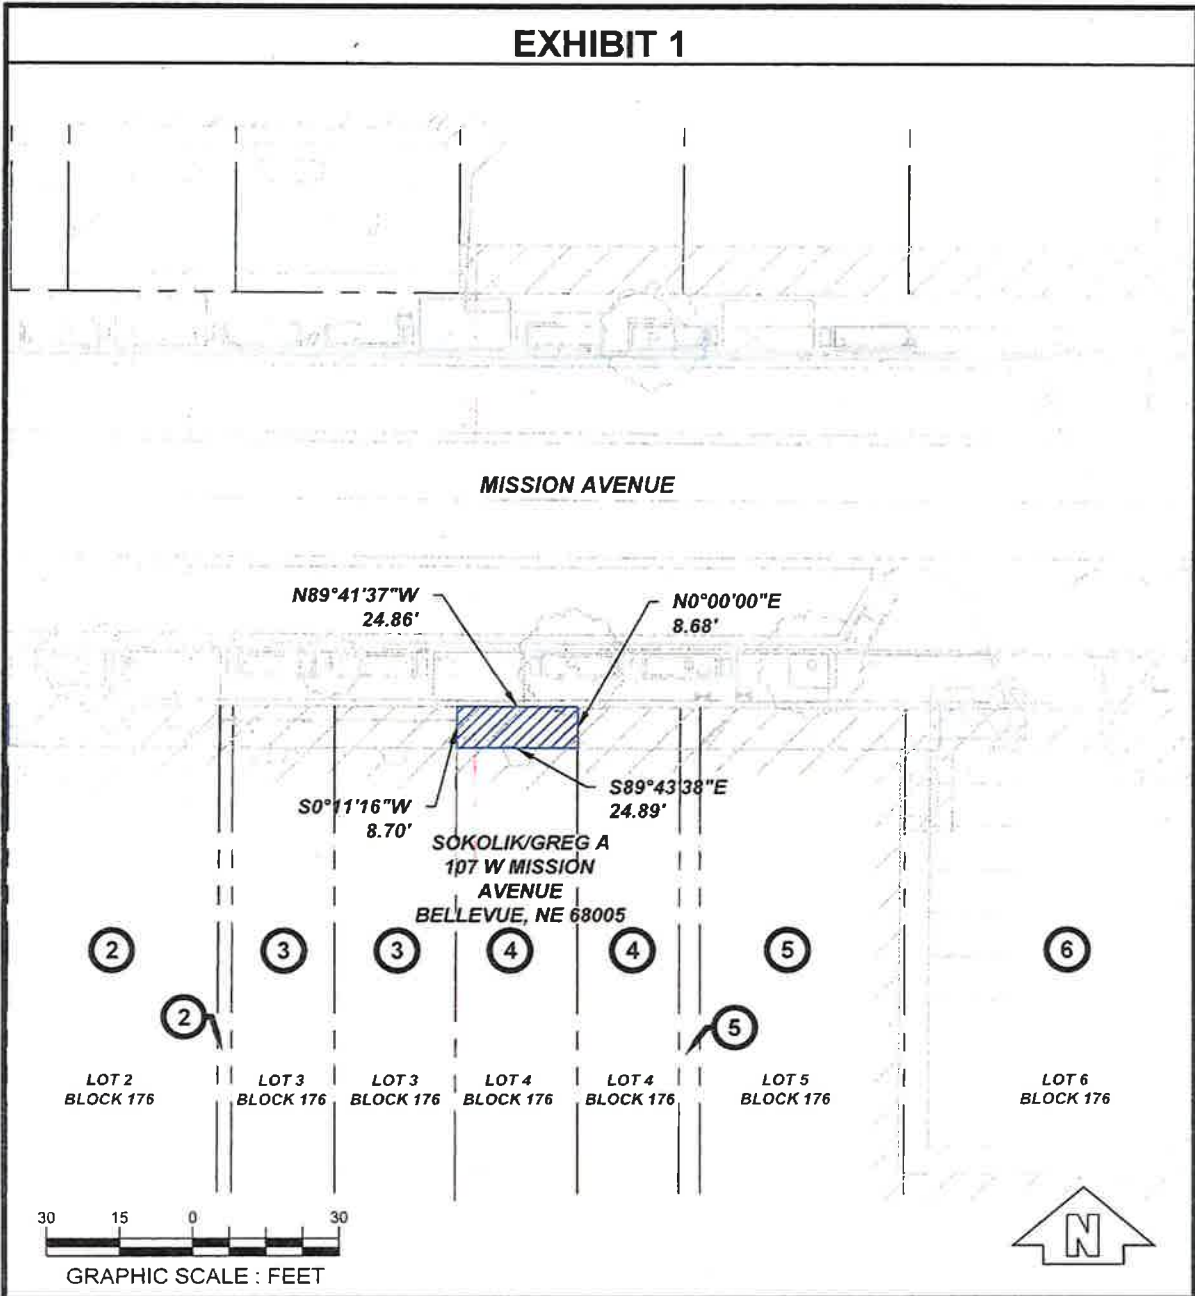 EXHIBIT 1
MISSION AVENUE
N89°41'37"W
24.86'
N0°00'00"E
8.68'
S0°11'16"W
8.70'
S89°43'38"E
24.89'
SOKOLIK/GREG A
107 W MISSION
AVENUE
BELLEVUE, NE 68005
2
3
3
4
4
5
6
2
5
LOT 2
BLOCK 176
LOT 3
BLOCK 176
LOT 3
BLOCK 176
LOT 4
BLOCK 176
LOT 4
BLOCK 176
LOT 5
BLOCK 176
LOT 6
BLOCK 176
30 15 0 30
GRAPHIC SCALE : FEET
N